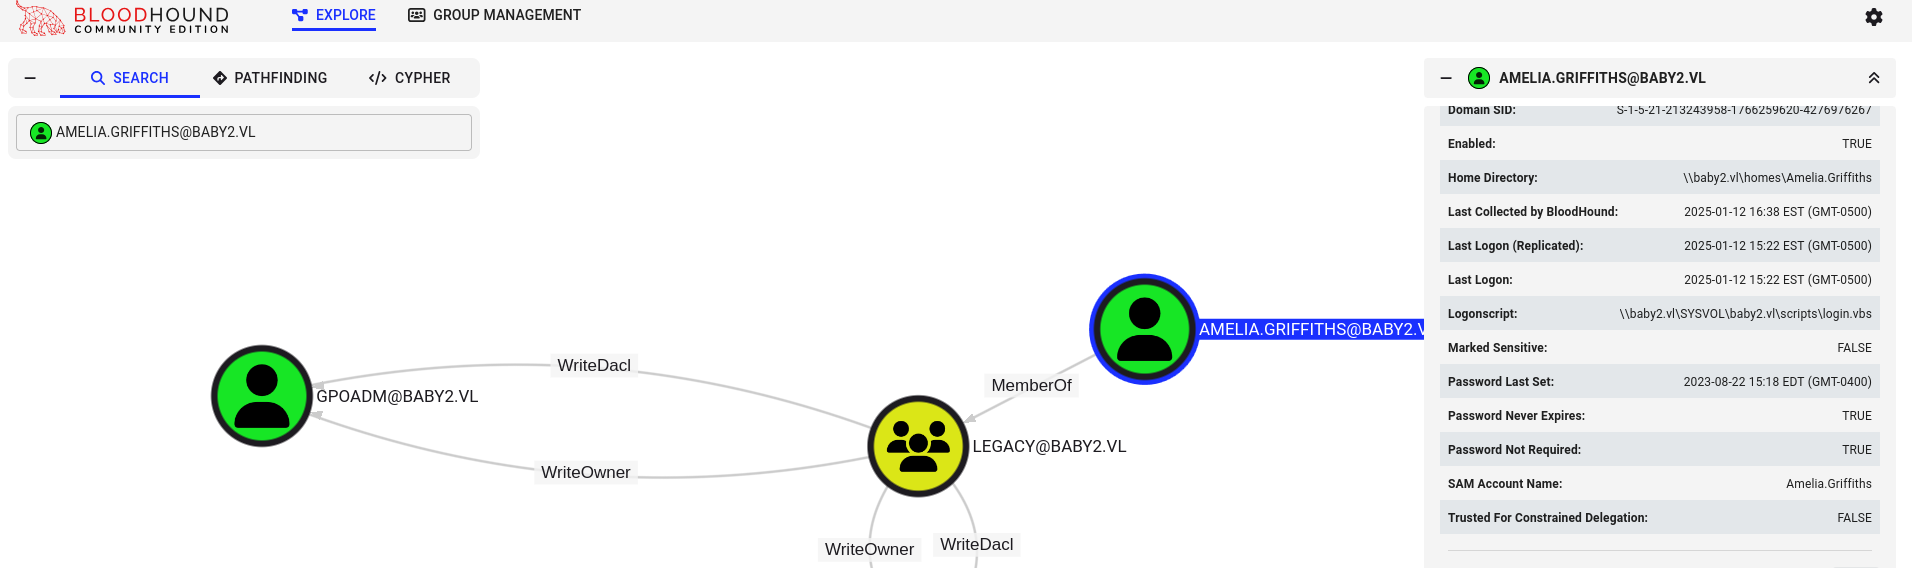 BLOODHOUND
COMMUNITY EDITION
EXPLORE
GROUP MANAGEMENT
SEARCH
PATHFINDING
</> CYPHER
AMELIA.GRIFFITHS@BABY2.VL
AMELIA.GRIFFITHS@BABY2.V
MemberOf
WriteDacl
GPOADM@BABY2.VL
WriteOwner
LEGACY@BABY2.VL
WriteOwner
WriteDacl
AMELIA.GRIFFITHS@BABY2.VL
Domain SID: S-1-5-21-213243958-1766259620-4276976267
Enabled: TRUE
Home Directory: \\baby2.vl\homes\Amelia.Griffiths
Last Collected by BloodHound: 2025-01-12 16:38 EST (GMT-0500)
Last Logon (Replicated): 2025-01-12 15:22 EST (GMT-0500)
Last Logon: 2025-01-12 15:22 EST (GMT-0500)
Logonscript: \\baby2.vl\SYSVOL\baby2.vl\scripts\login.vbs
Marked Sensitive: FALSE
Password Last Set: 2023-08-22 15:18 EDT (GMT-0400)
Password Never Expires: TRUE
Password Not Required: TRUE
SAM Account Name: Amelia.Griffiths
Trusted For Constrained Delegation: FALSE